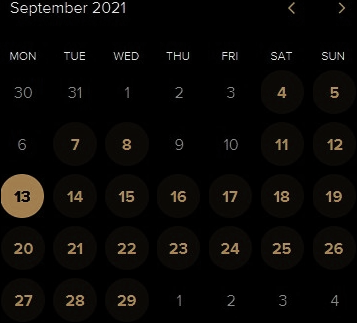 September 2021
MON TUE WED THU FRI SAT SUN
30 31 1 2 3 4 5
6 7 8 9 10 11 12
13 14 15 16 17 18 19
20 21 22 23 24 25 26
27 28 29 1 2 3 4